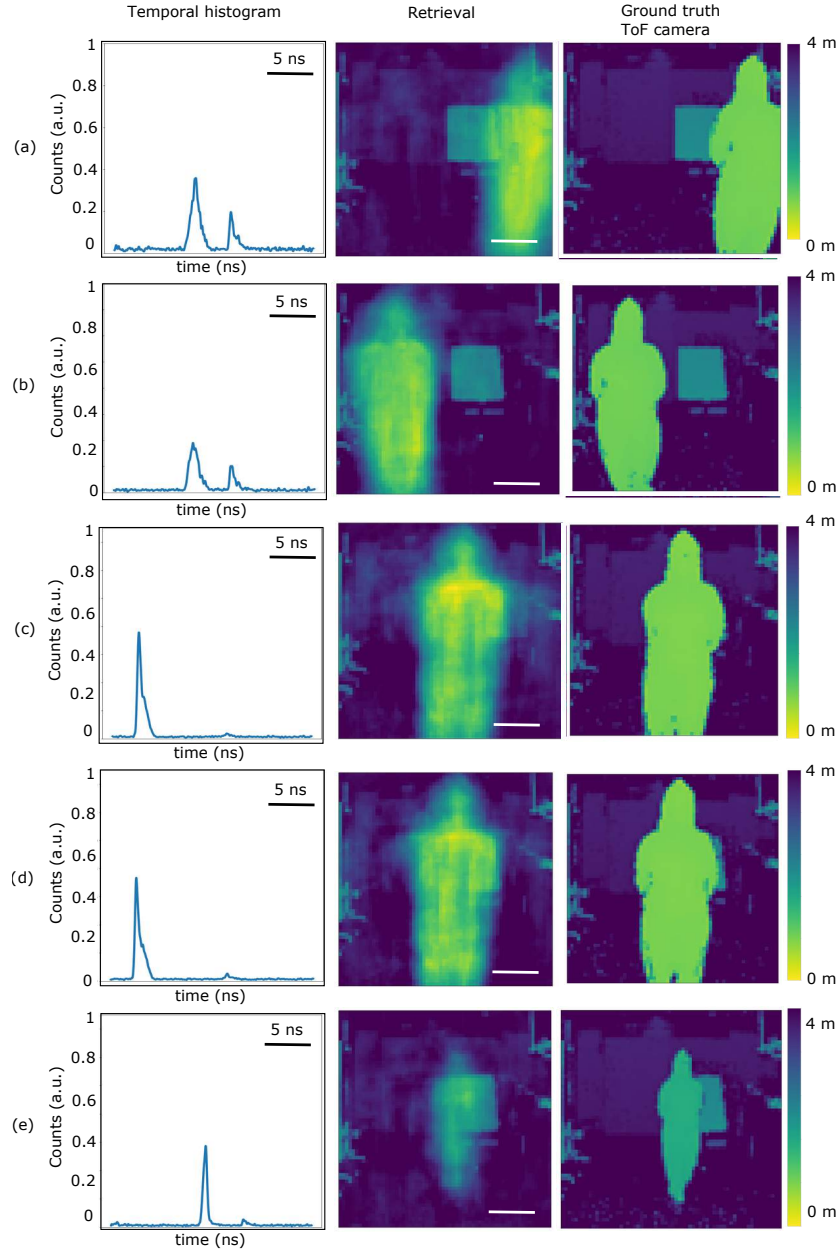 Temporal histogram
Retrieval
Ground truth
ToF camera
(a)
Counts (a.u.)
1
0.8
0.6
0.4
0.2
0
5 ns
time (ns)
4 m
0 m
(b)
Counts (a.u.)
1
0.8
0.6
0.4
0.2
0
5 ns
time (ns)
4 m
0 m
(c)
Counts (a.u.)
1
0.8
0.6
0.4
0.2
0
5 ns
time (ns)
4 m
0 m
(d)
Counts (a.u.)
1
0.8
0.6
0.4
0.2
0
5 ns
time (ns)
4 m
0 m
(e)
Counts (a.u.)
1
0.8
0.6
0.4
0.2
0
5 ns
time (ns)
4 m
0 m